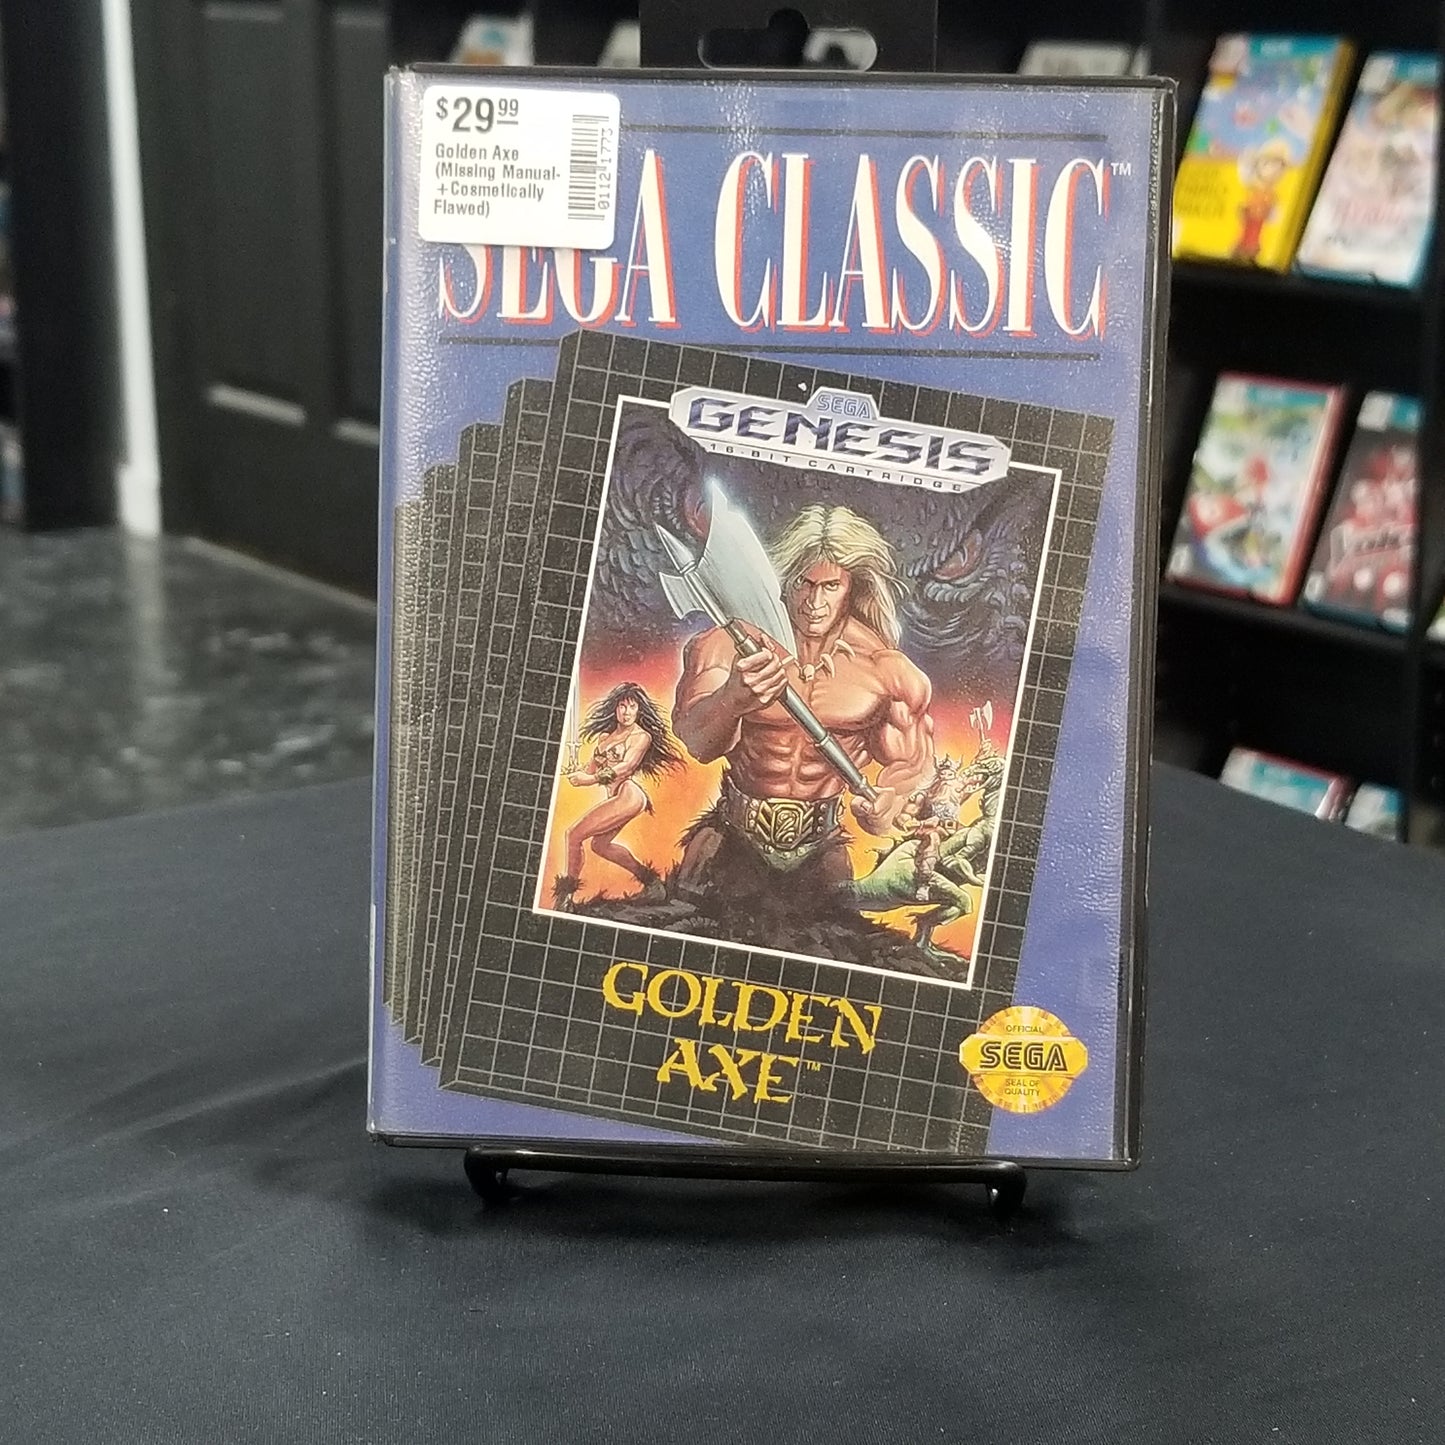 $29 99
Golden Axe
(Missing Manual-
+Cosmetically
Flawed)
SEGA CLASSIC™
SEGA
GENESIS
16-BIT CARTRIDGE
GOLDEN
AXE™
OFFICIAL
SEGA
SEAL OF
QUALITY